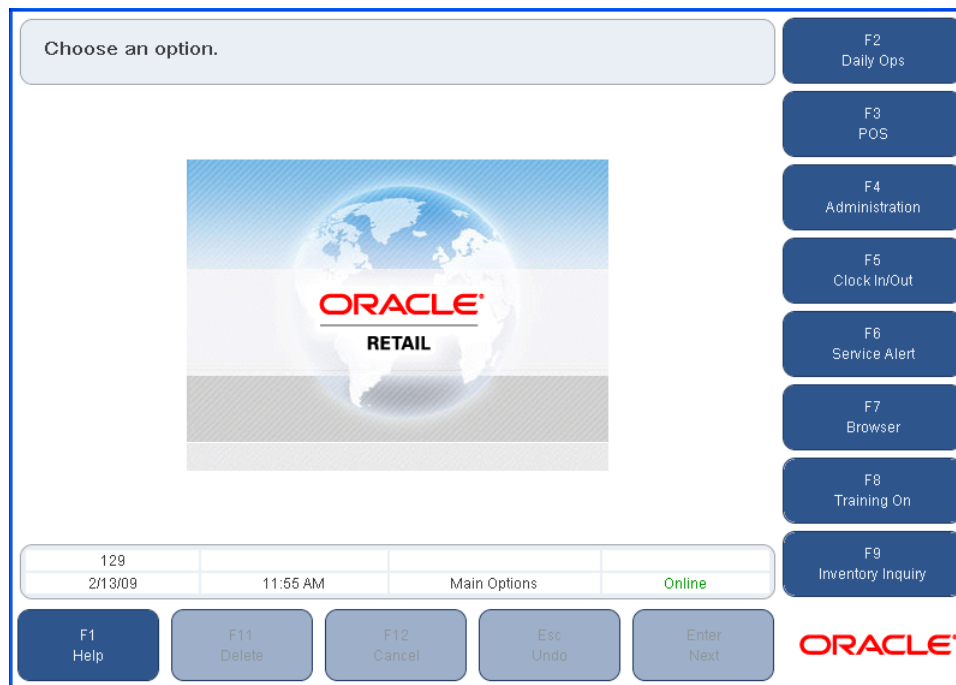 Choose an option.
F2
Daily Ops
F3
POS
F4
Administration
F5
Clock In/Out
F6
Service Alert
F7
Browser
F8
Training On
F9
Inventory Inquiry
ORACLE®
RETAIL
129
2/13/09 11:55 AM Main Options Online
F1
Help
F11
Delete
F12
Cancel
Esc
Undo
Enter
Next
ORACLE